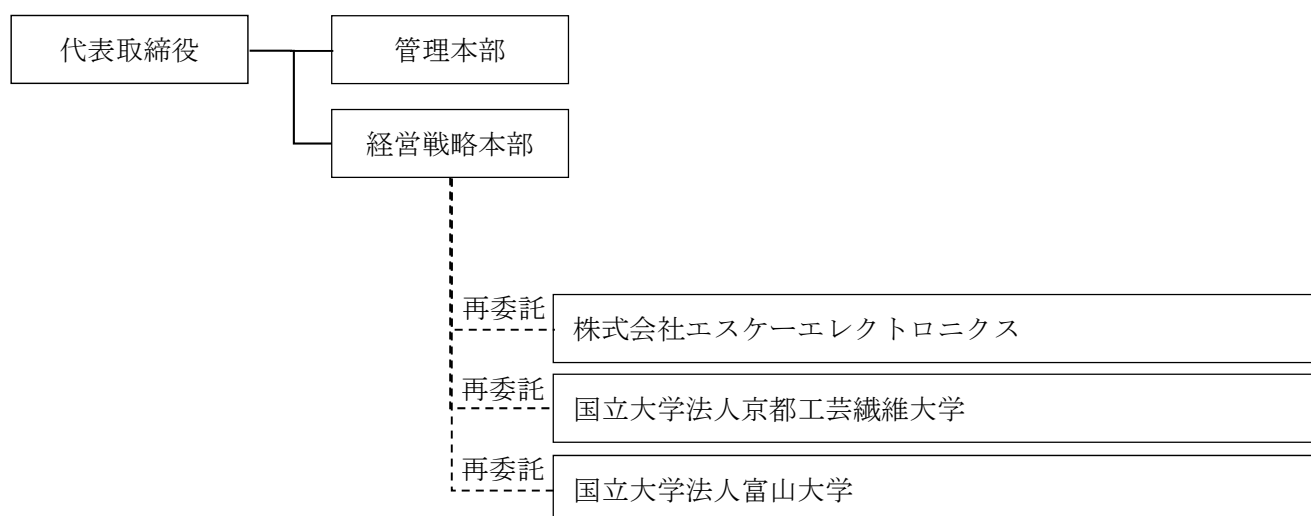 代表取締役
管理本部
経営戦略本部
再委託
株式会社エスケーエレクトロニクス
再委託
国立大学法人京都工芸繊維大学
再委託
国立大学法人富山大学